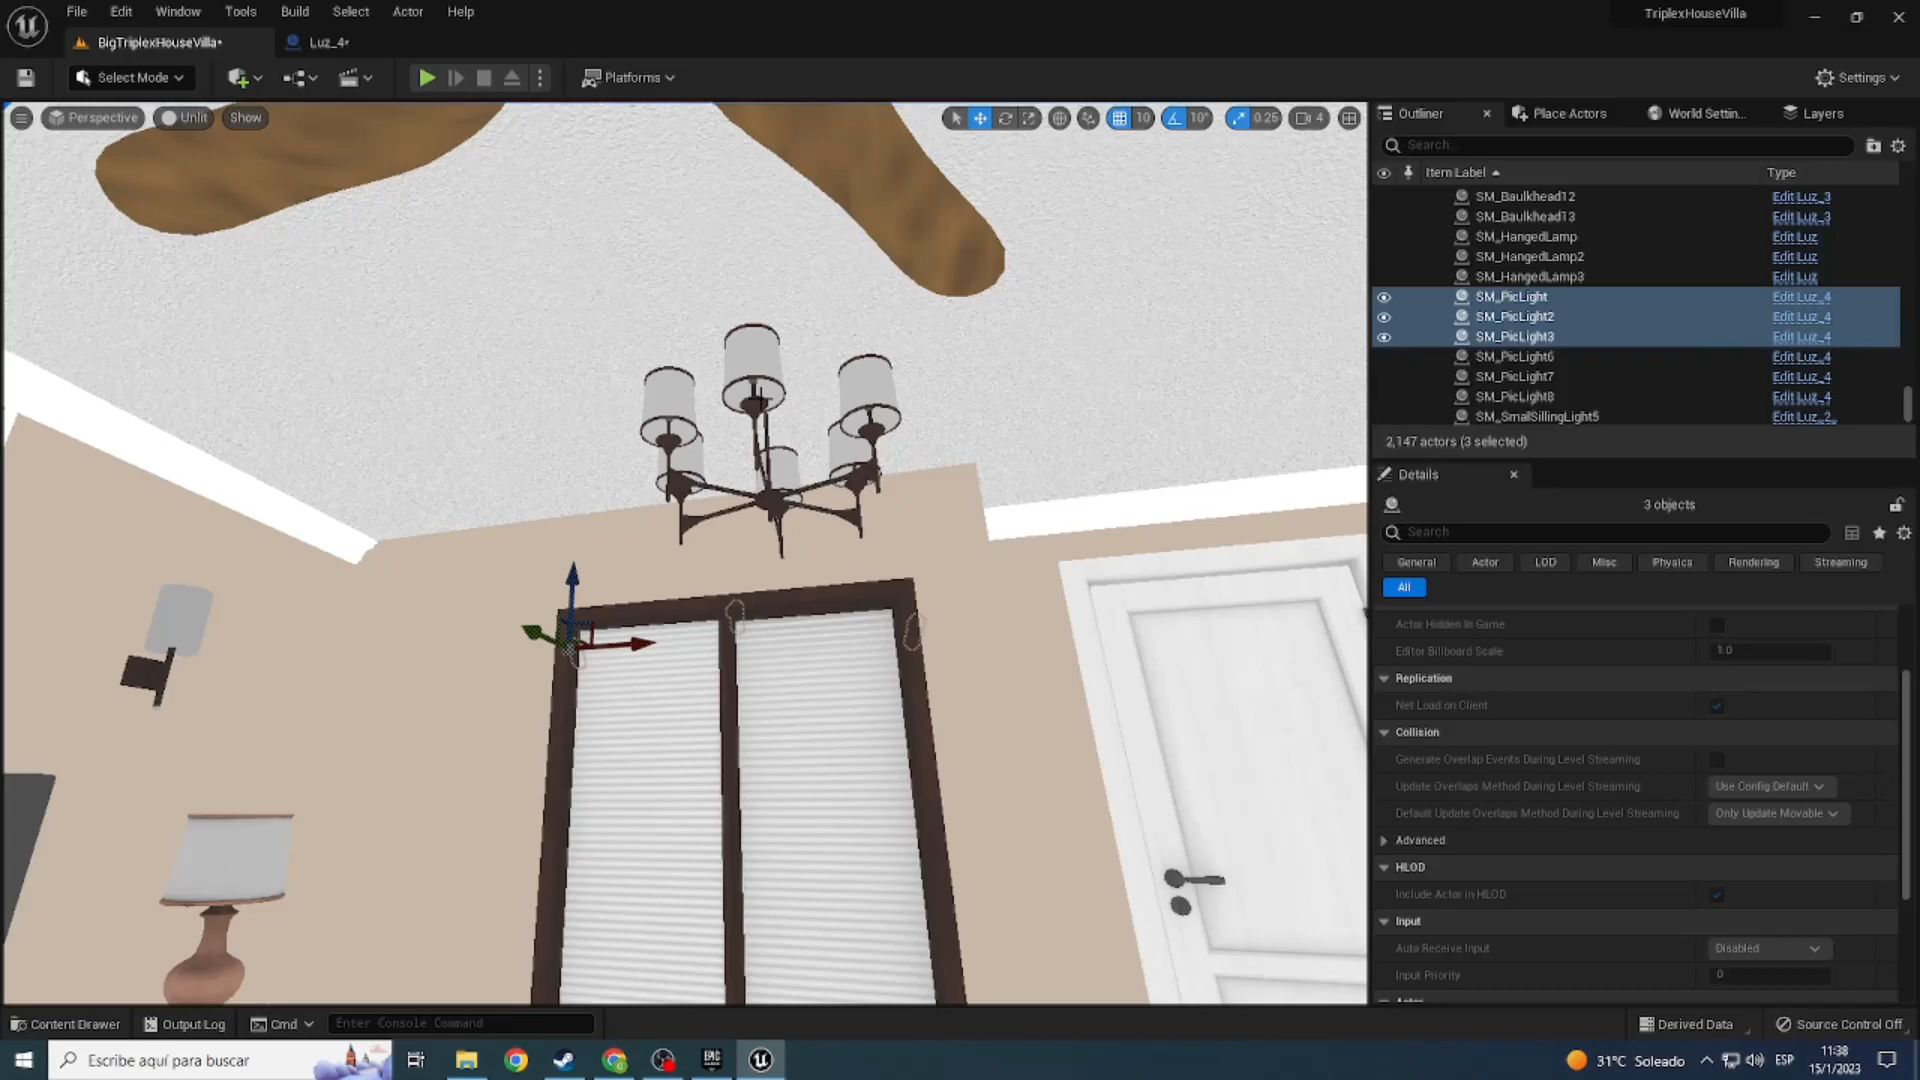 File Edit Window Tools Build Select Actor Help
TriplexHouseVilla
BigTriplexHouseVilla*
Luz_4*
Select Mode
Platforms
Settings
Perspective
Unlit
Show
10
10°
0.25
4
Outliner
Place Actors
World Settin...
Layers
Search...
Item Label
Type
SM_Baulkhead12 Edit Luz_3
SM_Baulkhead13 Edit Luz_3
SM_HangedLamp Edit Luz
SM_HangedLamp2 Edit Luz
SM_HangedLamp3 Edit Luz
SM_PicLight Edit Luz_4
SM_PicLight2 Edit Luz_4
SM_PicLight3 Edit Luz_4
SM_PicLight6 Edit Luz_4
SM_PicLight7 Edit Luz_4
SM_PicLight8 Edit Luz_4
SM_SmalSillingLight5 Edit Luz_2_
2,147 actors (3 selected)
Details
3 objects
Search
General Actor LOD Misc Physics Rendering Streaming
All
Actor Hidden In Game
Editor Billboard Scale 1.0
Replication
Net Load on Client
Collision
Generate Overlap Events During Level Streaming
Update Overlaps Method During Level Streaming Use Config Default
Default Update Overlaps Method During Level Streaming Only Update Movable
Advanced
HLOD
Include Actor in HLOD
Input
Auto Receive Input Disabled
Input Priority 0
Content Drawer
Output Log
Cmd
Enter Console Command
Derived Data
Source Control Off
Escribe aquí para buscar
EPIC
31°C Soleado
ESP
11:38
15/1/2023